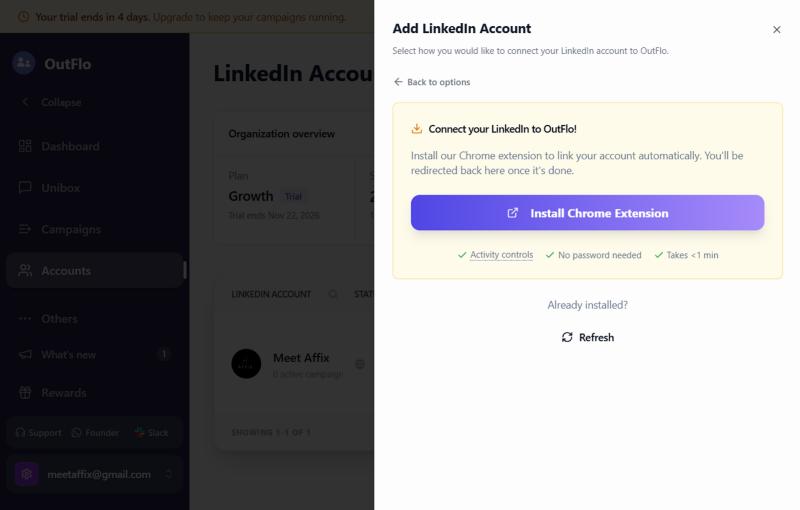 Your trial ends in 4 days. Upgrade to keep your campaigns running.
OutFlo
Collapse
Dashboard
Unibox
Campaigns
Accounts
Others
What's new 1
Rewards
Support Founder Slack
meetaffix@gmail.com
LinkedIn Accou
Organization overview
Plan
Growth Trial
Trial ends Nov 22, 2026
LINKEDIN ACCOUNT
Meet Affix
0 active campaign
SHOWING 1-1 OF 1
Add LinkedIn Account
Select how you would like to connect your LinkedIn account to OutFlo.
Back to options
Connect your LinkedIn to OutFlo!
Install our Chrome extension to link your account automatically. You'll be
redirected back here once it's done.
Install Chrome Extension
Activity controls No password needed Takes <1 min
Already installed?
Refresh